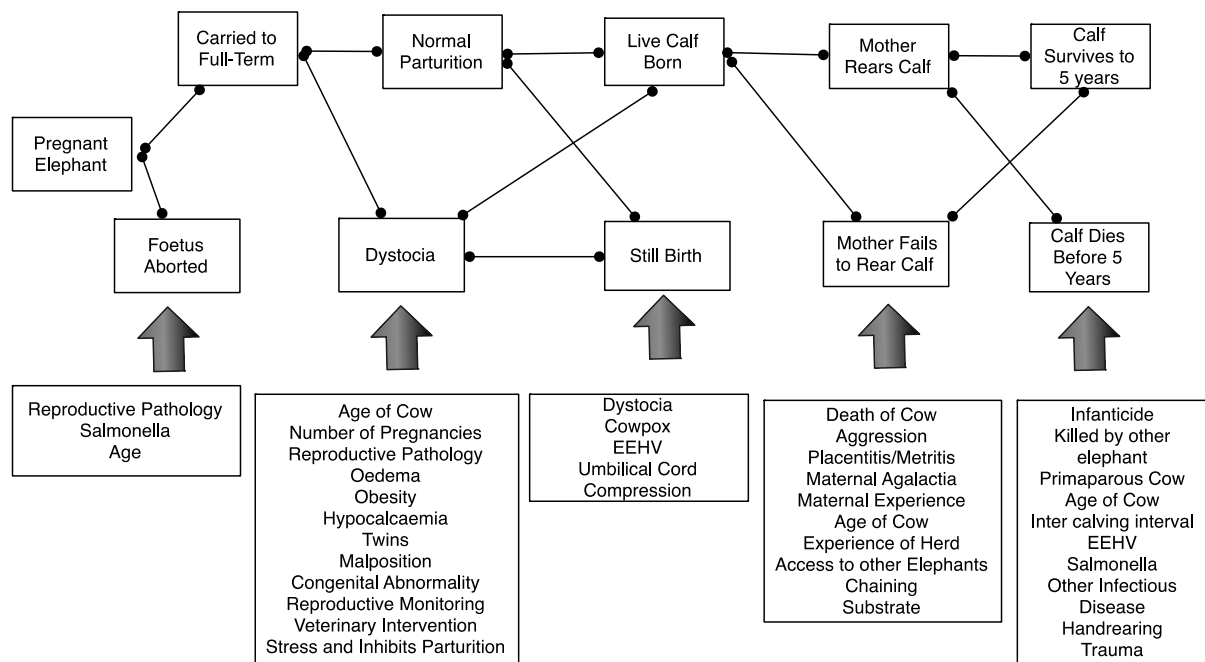 Carried to
Full-Term
Normal
Parturition
Live Calf
Born
Mother
Rears Calf
Calf
Survives to
5 years
Pregnant
Elephant
Foetus
Aborted
Dystocia
Still Birth
Mother Fails
to Rear Calf
Calf Dies
Before 5
Years
Reproductive Pathology
Salmonella
Age
Age of Cow
Number of Pregnancies
Reproductive Pathology
Oedema
Obesity
Hypocalcaemia
Twins
Malposition
Congenital Abnormality
Reproductive Monitoring
Veterinary Intervention
Stress and Inhibits Parturition
Dystocia
Cowpox
EEHV
Umbilical Cord
Compression
Death of Cow
Aggression
Placentitis/Metritis
Maternal Agalactia
Maternal Experience
Age of Cow
Experience of Herd
Access to other Elephants
Chaining
Substrate
Infanticide
Killed by other
elephant
Primaparous Cow
Age of Cow
Inter calving interval
EEHV
Salmonella
Other Infectious
Disease
Handrearing
Trauma